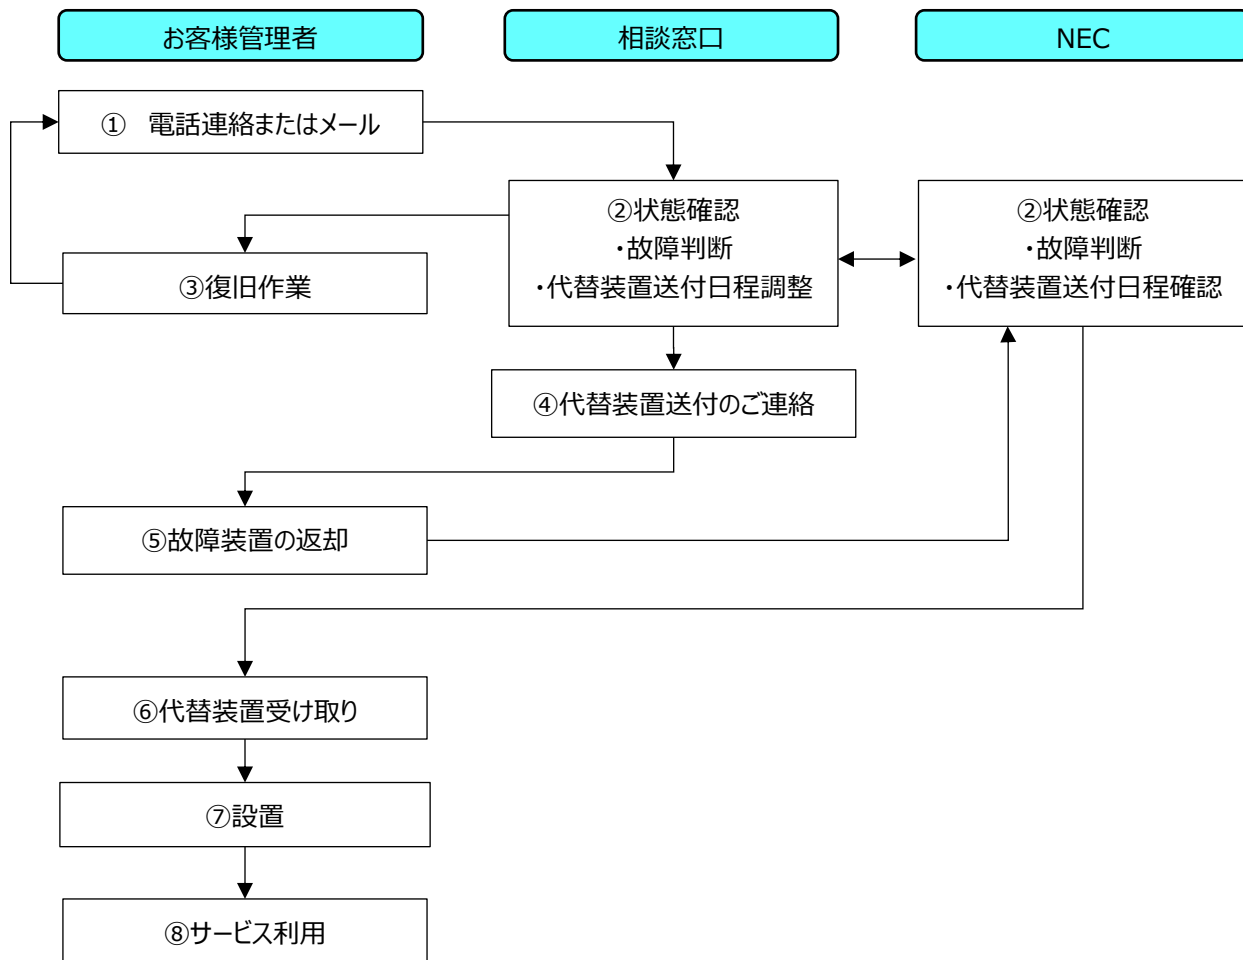 お客様管理者
相談窓口
NEC
① 電話連絡またはメール
②状態確認
・故障判断
・代替装置送付日程調整
②状態確認
・故障判断
・代替装置送付日程確認
③復旧作業
④代替装置送付のご連絡
⑤故障装置の返却
⑥代替装置受け取り
⑦設置
⑧サービス利用